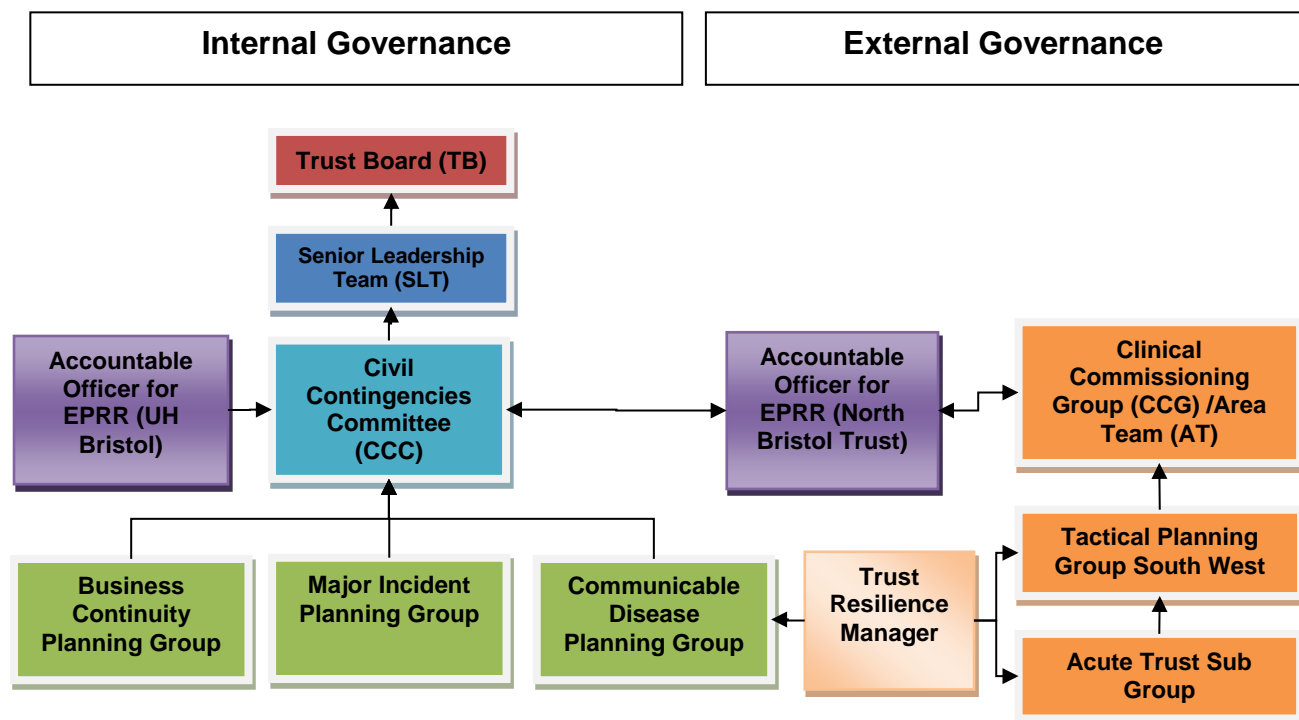 Internal Governance
External Governance
Trust Board (TB)
Senior Leadership
Team (SLT)
Accountable
Officer for
EPRR (UH
Bristol)
Civil
Contingencies
Committee
(CCC)
Accountable
Officer for
EPRR (North
Bristol Trust)
Clinical
Commissioning
Group (CCG) /Area
Team (AT)
Business
Continuity
Planning Group
Major Incident
Planning Group
Communicable
Disease
Planning Group
Trust
Resilience
Manager
Tactical Planning
Group South West
Acute Trust Sub
Group